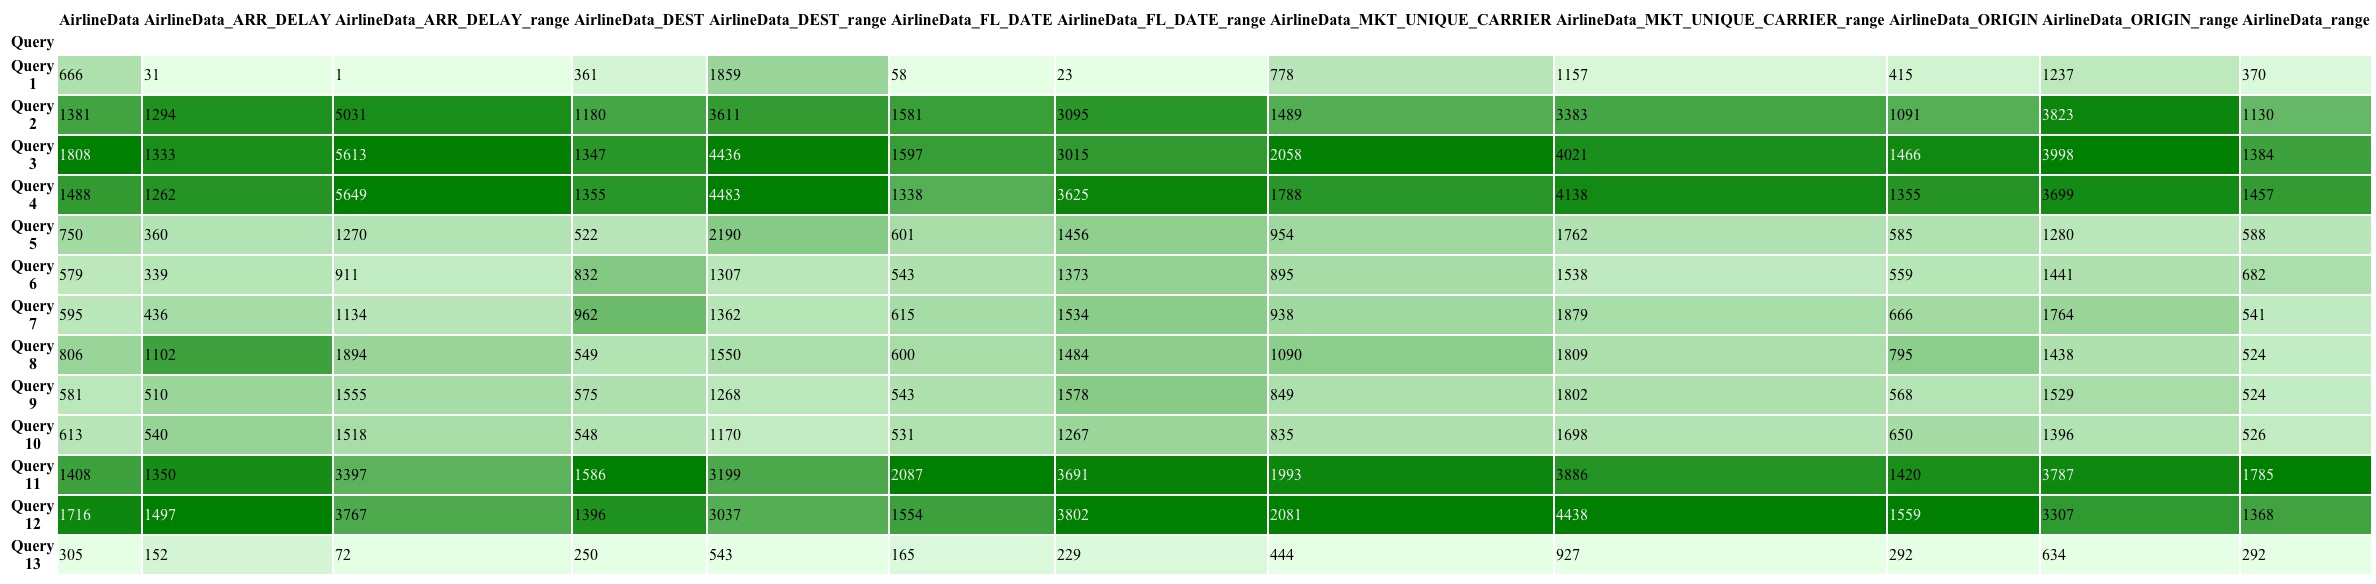 AirlineData AirlineData_ARR_DELAY AirlineData_ARR_DELAY_range AirlineData_DEST AirlineData_DEST_range AirlineData_FL_DATE AirlineData_FL_DATE_range AirlineData_MKT_UNIQUE_CARRIER AirlineData_MKT_UNIQUE_CARRIER_range AirlineData_ORIGIN AirlineData_ORIGIN_range AirlineData_range
Query
Query 1 666 31 1 361 1859 58 23 778 1157 415 1237 370
Query 2 1381 1294 5031 1180 3611 1581 3095 1489 3383 1091 3823 1130
Query 3 1808 1333 5613 1347 4436 1597 3015 2058 4021 1466 3998 1384
Query 4 1488 1262 5649 1355 4483 1338 3625 1788 4138 1355 3699 1457
Query 5 750 360 1270 522 2190 601 1456 954 1762 585 1280 588
Query 6 579 339 911 832 1307 543 1373 895 1538 559 1441 682
Query 7 595 436 1134 962 1362 615 1534 938 1879 666 1764 541
Query 8 806 1102 1894 549 1550 600 1484 1090 1809 795 1438 524
Query 9 581 510 1555 575 1268 543 1578 849 1802 568 1529 524
Query 10 613 540 1518 548 1170 531 1267 835 1698 650 1396 526
Query 11 1408 1350 3397 1586 3199 2087 3691 1993 3886 1420 3787 1785
Query 12 1716 1497 3767 1396 3037 1554 3802 2081 4438 1559 3307 1368
Query 13 305 152 72 250 543 165 229 444 927 292 634 292